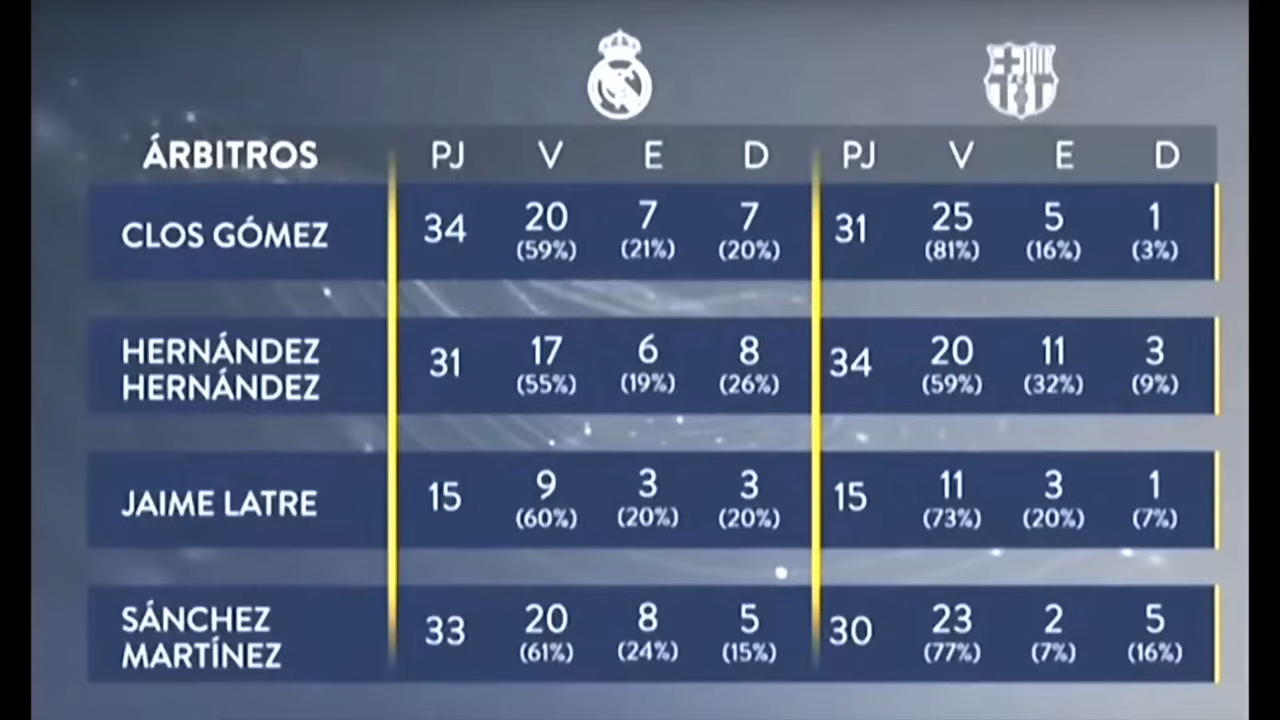 ÁRBITROS PJ V E D PJ V E D
CLOS GÓMEZ 34 20 7 7 31 25 5 1
(59%) (21%) (20%) (81%) (16%) (3%)
HERNÁNDEZ
HERNÁNDEZ 31 17 6 8 34 20 11 3
(55%) (19%) (26%) (59%) (32%) (9%)
JAIME LATRE 15 9 3 3 15 11 3 1
(60%) (20%) (20%) (73%) (20%) (7%)
SÁNCHEZ
MARTÍNEZ 33 20 8 5 30 23 2 5
(61%) (24%) (15%) (77%) (7%) (16%)